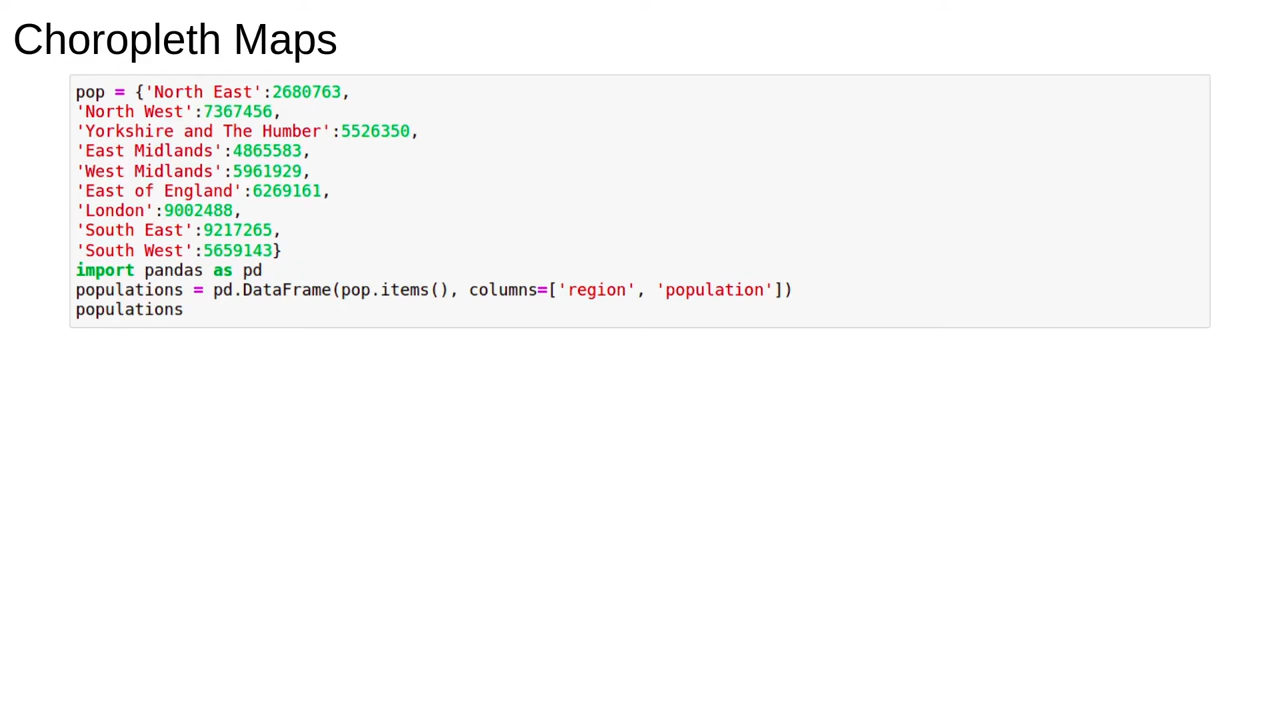 Choropleth Maps
pop = {'North East':2680763,
'North West':7367456,
'Yorkshire and The Humber':5526350,
'East Midlands':4865583,
'West Midlands':5961929,
'East of England':6269161,
'London':9002488,
'South East':9217265,
'South West':5659143}
import pandas as pd
populations = pd.DataFrame(pop.items(), columns=['region', 'population'])
populations